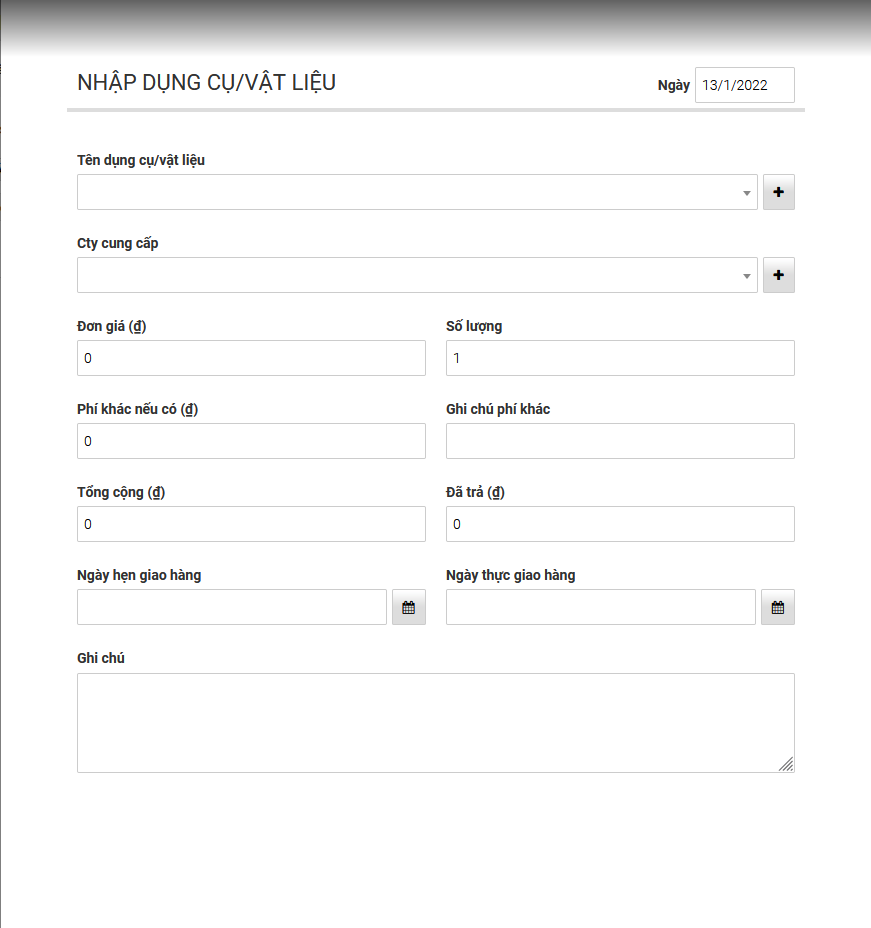 NHẬP DỤNG CỤ/VẬT LIỆU
Ngày 13/1/2022
Tên dụng cụ/vật liệu
Cty cung cấp
Đơn giá (₫) Số lượng
0 1
Phí khác nếu có (₫) Ghi chú phí khác
0
Tổng cộng (₫) Đã trả (₫)
0 0
Ngày hẹn giao hàng Ngày thực giao hàng
Ghi chú